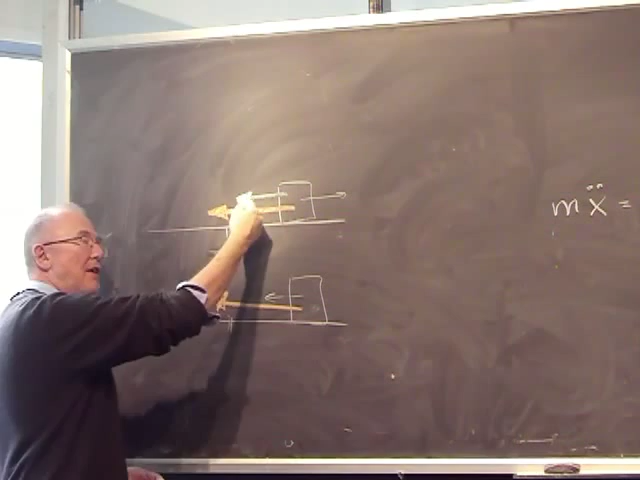 mẍ =